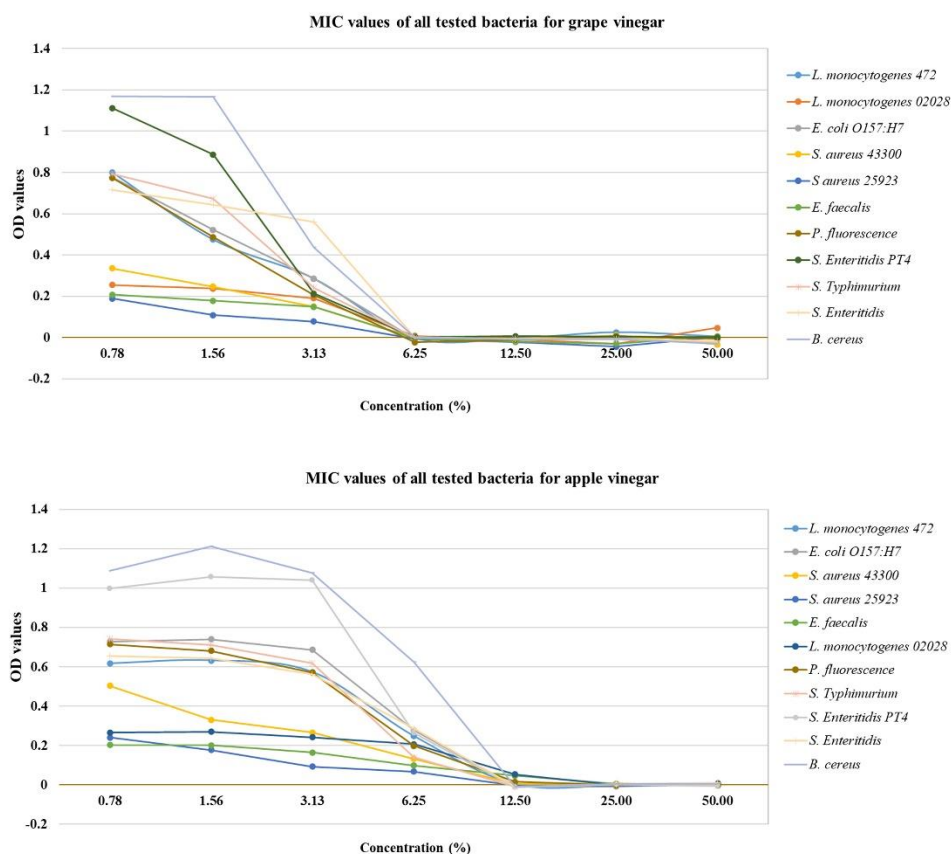 MIC values of all tested bacteria for grape vinegar
1.4
1.2
1
0.8
0.6
0.4
0.2
0
-0.2
OD values
0.78 1.56 3.13 6.25 12.50 25.00 50.00
Concentration (%)
L. monocytogenes 472
L. monocytogenes 02028
E. coli O157:H7
S. aureus 43300
S aureus 25923
E. faecalis
P. fluorescence
S. Enteritidis PT4
S. Typhimurium
S. Enteritidis
B. cereus
MIC values of all tested bacteria for apple vinegar
1.4
1.2
1
0.8
0.6
0.4
0.2
0
-0.2
OD values
0.78 1.56 3.13 6.25 12.50 25.00 50.00
Concentration (%)
L. monocytogenes 472
E. coli O157:H7
S. aureus 43300
S. aureus 25923
E. faecalis
L. monocytogenes 02028
P. fluorescence
S. Typhimurium
S. Enteritidis PT4
S. Enteritidis
B. cereus